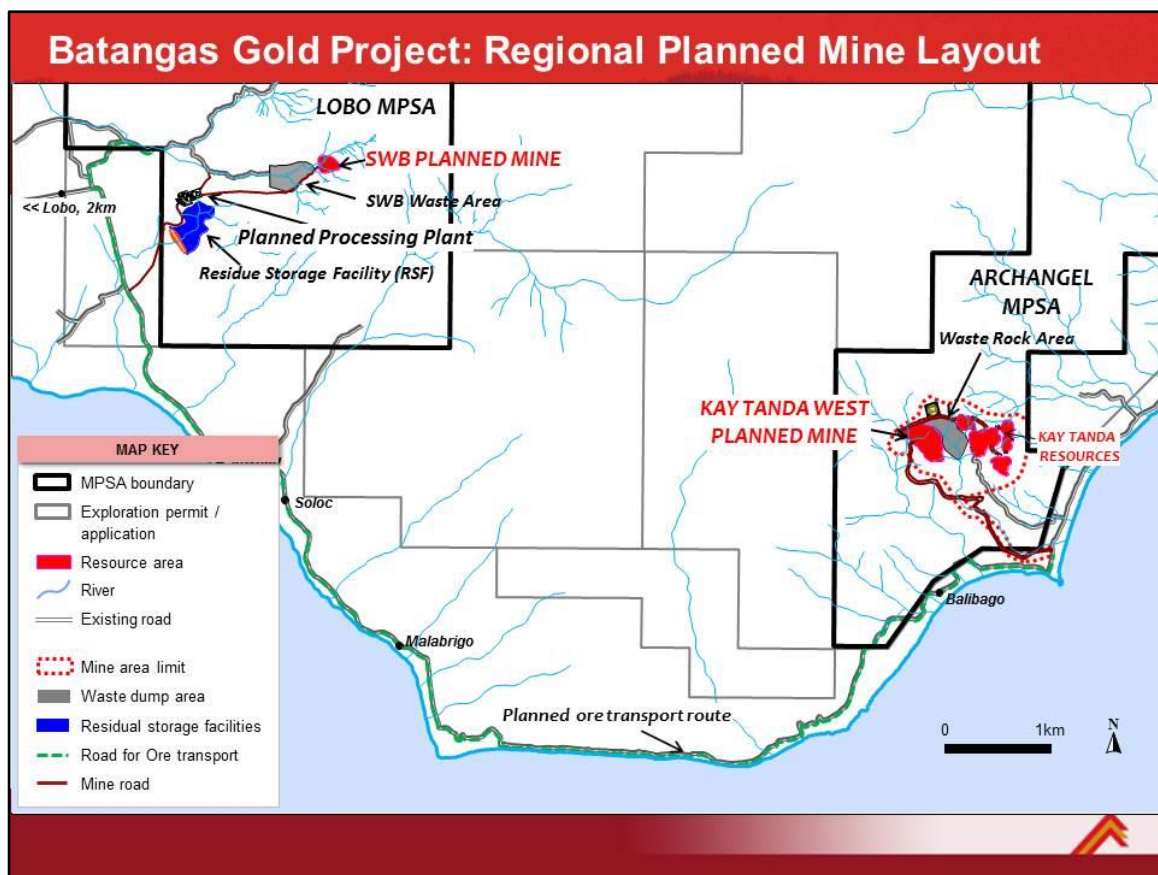 Batangas Gold Project: Regional Planned Mine Layout
LOBO MPSA
SWB PLANNED MINE
SWB Waste Area
<< Lobo, 2km
Planned Processing Plant
Residue Storage Facility (RSF)
ARCHANGEL
MPSA
Waste Rock Area
KAY TANDA WEST
PLANNED MINE
KAY TANDA
RESOURCES
MAP KEY
MPSA boundary
Exploration permit /
application
Resource area
River
Existing road
Mine area limit
Waste dump area
Residual storage facilities
Road for Ore transport
Mine road
Soloc
Malabrigo
Balibago
Planned ore transport route
0
1km
N